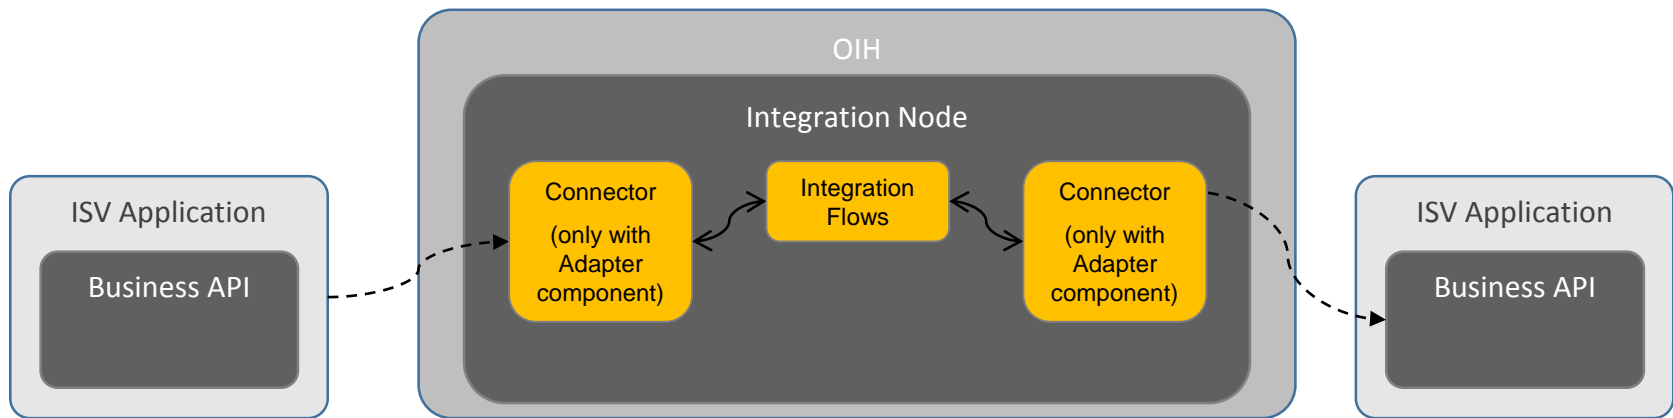 OIH
Integration Node
ISV Application
Business API
Connector
(only with
Adapter
component)
Integration
Flows
Connector
(only with
Adapter
component)
ISV Application
Business API